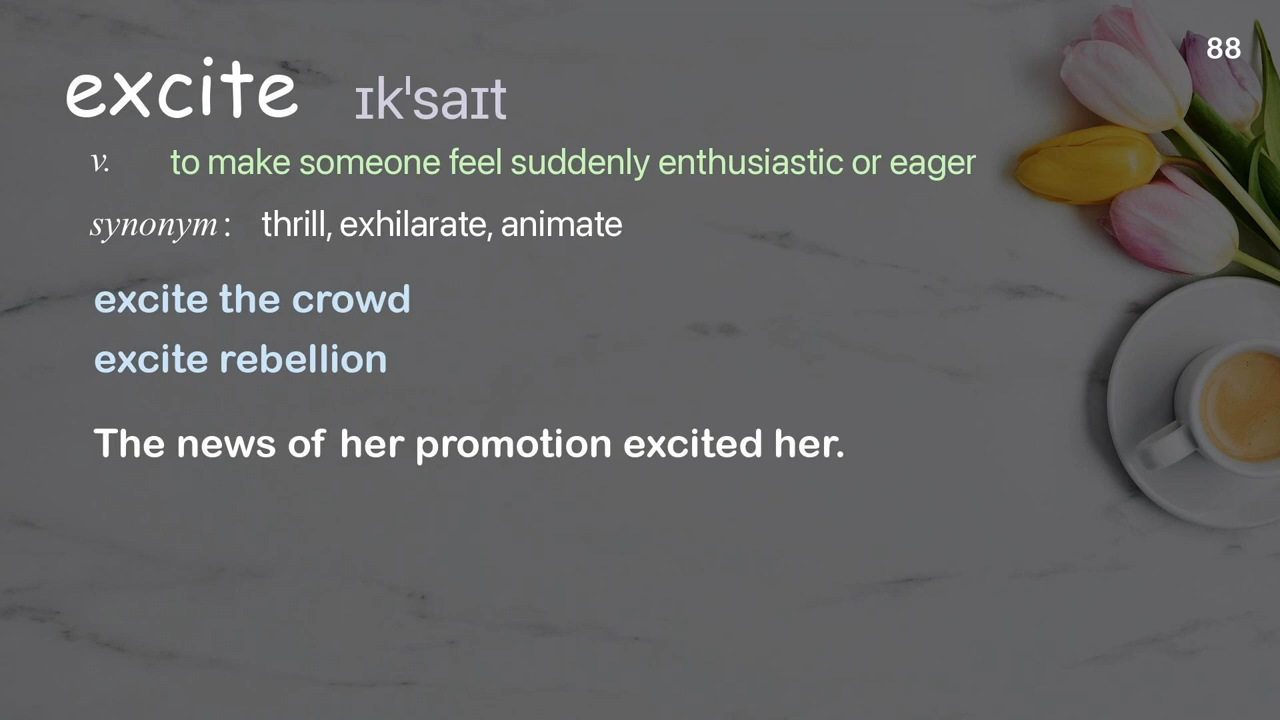 88
excite ɪkˈsaɪt
v. to make someone feel suddenly enthusiastic or eager
synonym: thrill, exhilarate, animate
excite the crowd
excite rebellion
The news of her promotion excited her.